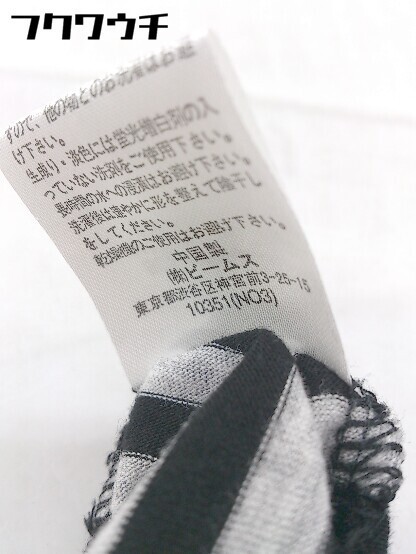 フクワウチ
すので、他の物とのお洗濯はお避
け下さい。
生成り・淡色には蛍光増白剤の入
っていない洗剤をご使用下さい。
長時間の水への浸漬はお避け下さい。
洗濯後は速やかに形を整えて陰干し
をしてください。
乾燥機のご使用はお避け下さい。
中国製
㈱ビームス
東京都渋谷区神宮前3-25-15
10351(NO3)